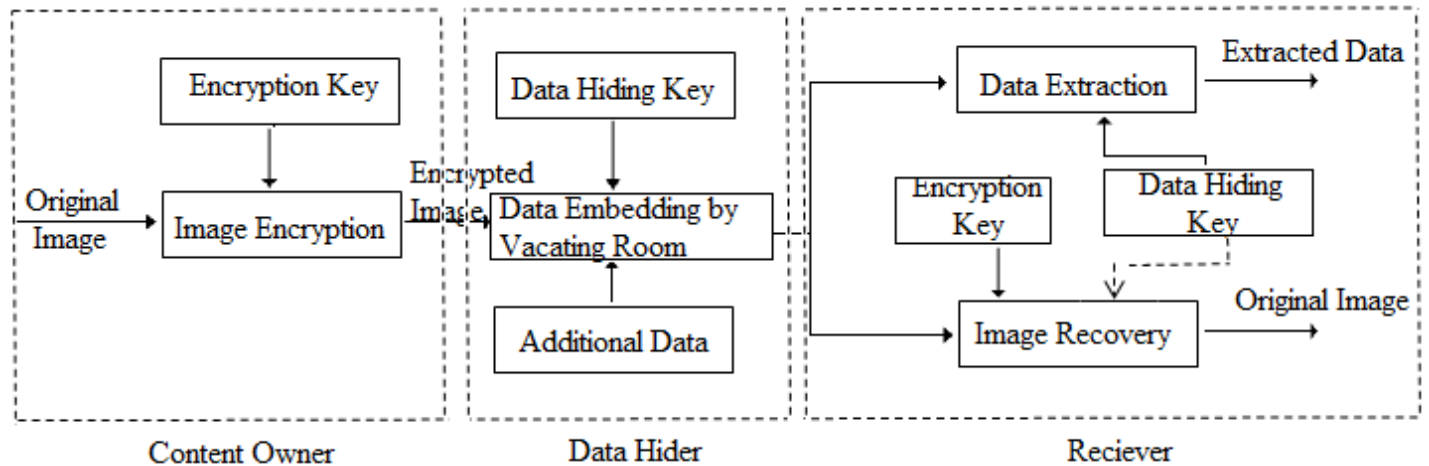 Encryption Key
Original
Image
Image Encryption
Encrypted
Image
Content Owner
Data Hiding Key
Data Embedding by
Vacating Room
Additional Data
Data Hider
Data Extraction
Extracted Data
Encryption
Key
Data Hiding
Key
Image Recovery
Original Image
Reciever